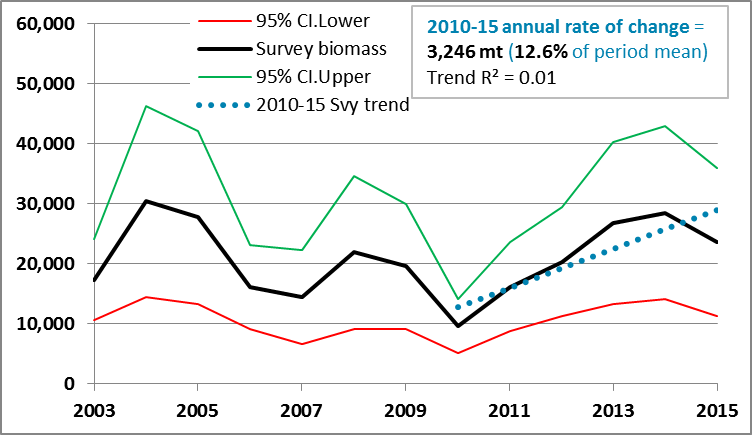 60,000
50,000
40,000
30,000
20,000
10,000
0
95% CI.Lower
Survey biomass
95% CI.Upper
2010-15 Svy trend
2010-15 annual rate of change =
3,246 mt (12.6% of period mean)
Trend R² = 0.01
2003 2005 2007 2009 2011 2013 2015